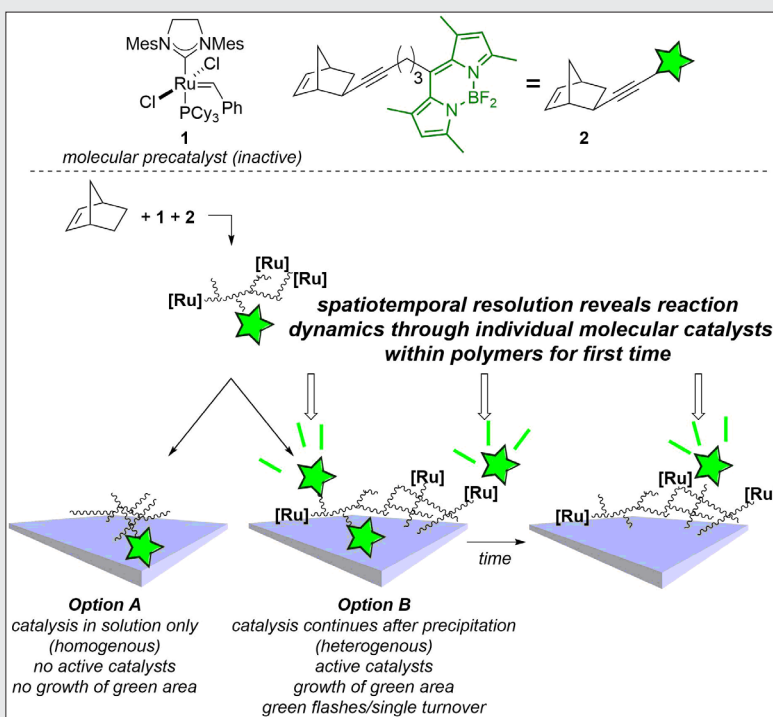 MesN NMes
Cl
Ru
Cl
Ph
PCy3
1
molecular precatalyst (inactive)
( )3
N
N
BF2
=
2
+ 1 + 2
[Ru]
[Ru]
[Ru]
spatiotemporal resolution reveals reaction
dynamics through individual molecular catalysts
within polymers for first time
[Ru]
[Ru]
[Ru]
[Ru]
[Ru]
[Ru]
time
Option A
catalysis in solution only
(homogenous)
no active catalysts
no growth of green area
Option B
catalysis continues after precipitation
(heterogenous)
active catalysts
growth of green area
green flashes/single turnover